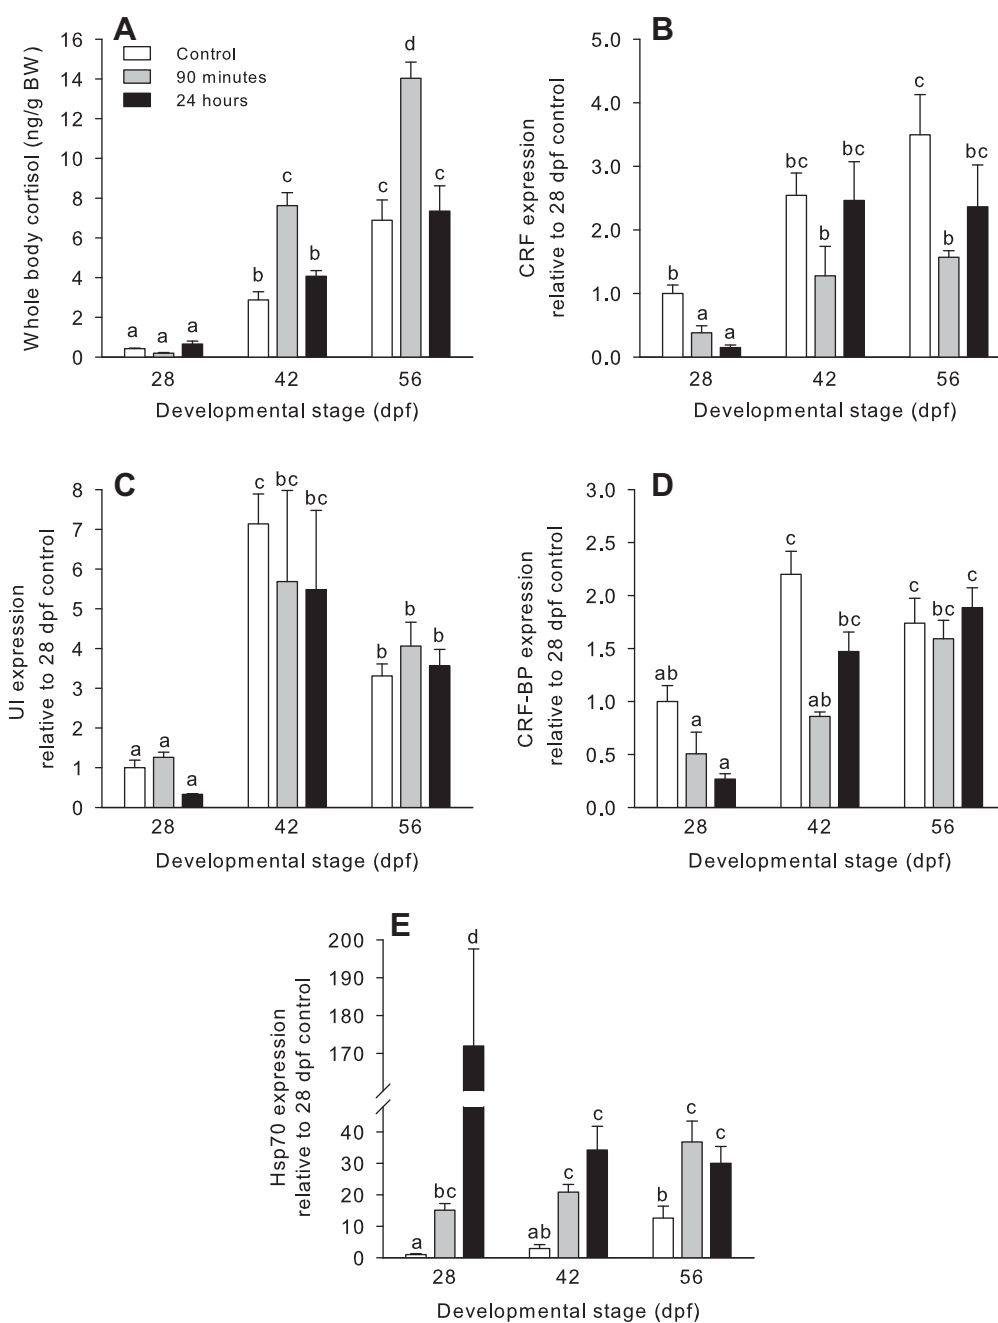 A
Whole body cortisol (ng/g BW)
16
14
12
10
8
6
4
2
0
Control
90 minutes
24 hours
a
a
a
b
c
b
c
d
c
28
42
56
Developmental stage (dpf)
B
CRF expression
relative to 28 dpf control
5.0
4.0
3.0
2.0
1.0
0.0
b
a
a
bc
b
bc
c
b
bc
28
42
56
Developmental stage (dpf)
C
UI expression
relative to 28 dpf control
8
7
6
5
4
3
2
1
0
a
a
a
c
bc
bc
b
b
b
28
42
56
Developmental stage (dpf)
D
CRF-BP expression
relative to 28 dpf control
3.0
2.5
2.0
1.5
1.0
0.5
0.0
ab
a
a
c
ab
bc
c
bc
c
28
42
56
Developmental stage (dpf)
E
Hsp70 expression
relative to 28 dpf control
200
190
180
170
40
30
20
10
0
a
bc
d
ab
c
c
b
c
c
28
42
56
Developmental stage (dpf)